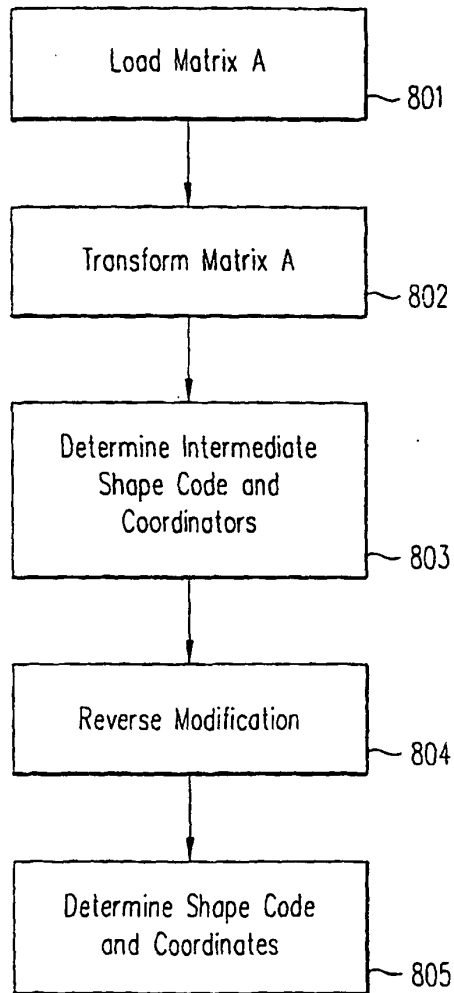 Load Matrix A
801
Transform Matrix A
802
Determine Intermediate
Shape Code and
Coordinators
803
Reverse Modification
804
Determine Shape Code
and Coordinates
805